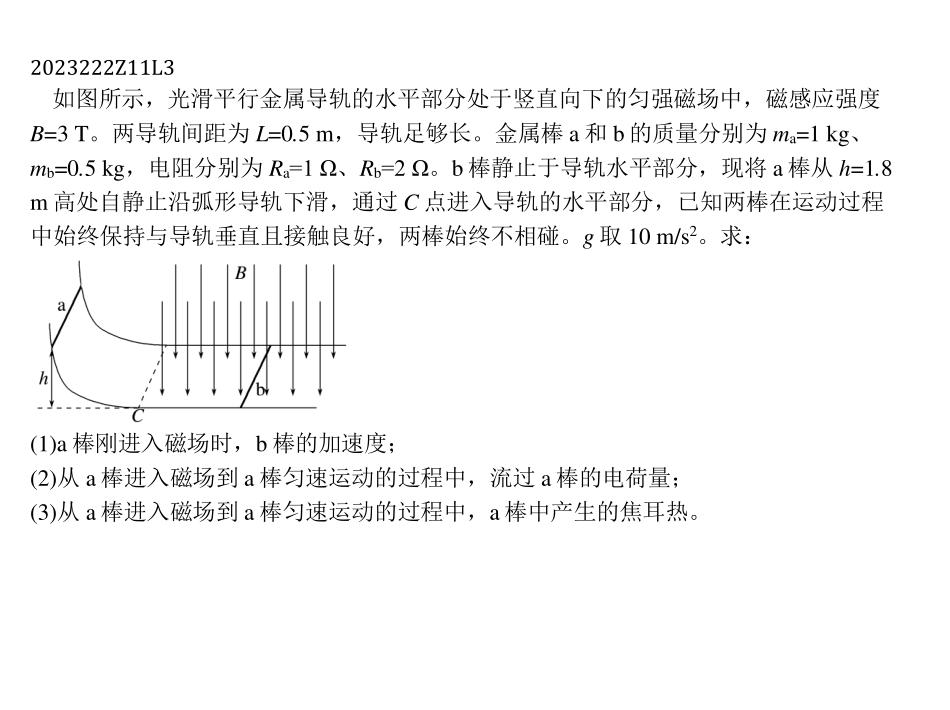 2023222Z11L3
如图所示，光滑平行金属导轨的水平部分处于竖直向下的匀强磁场中，磁感应强度
B=3 T。两导轨间距为 L=0.5 m，导轨足够长。金属棒 a 和 b 的质量分别为 mₐ=1 kg、
m_b=0.5 kg，电阻分别为 Rₐ=1 Ω、R_b=2 Ω。b 棒静止于导轨水平部分，现将 a 棒从 h=1.8
m 高处自静止沿弧形导轨下滑，通过 C 点进入导轨的水平部分，已知两棒在运动过程
中始终保持与导轨垂直且接触良好，两棒始终不相碰。g 取 10 m/s²。求：
B
a
h
b
C
(1)a 棒刚进入磁场时，b 棒的加速度；
(2)从 a 棒进入磁场到 a 棒匀速运动的过程中，流过 a 棒的电荷量；
(3)从 a 棒进入磁场到 a 棒匀速运动的过程中，a 棒中产生的焦耳热。